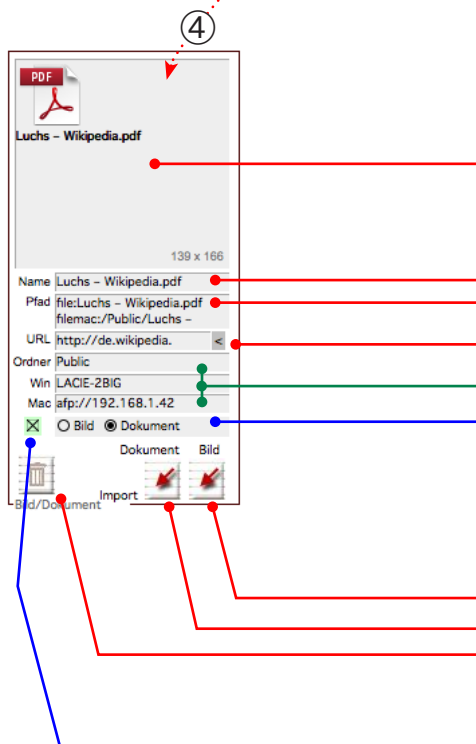 ④
PDF
Luchs – Wikipedia.pdf
139 x 166
Name Luchs – Wikipedia.pdf
Pfad file:Luchs – Wikipedia.pdf
filemac:/Public/Luchs –
URL http://de.wikipedia. <
Ordner Public
Win LACIE-2BIG
Mac afp://192.168.1.42
Bild Dokument
Dokument Bild
Import
Bild/Dokument